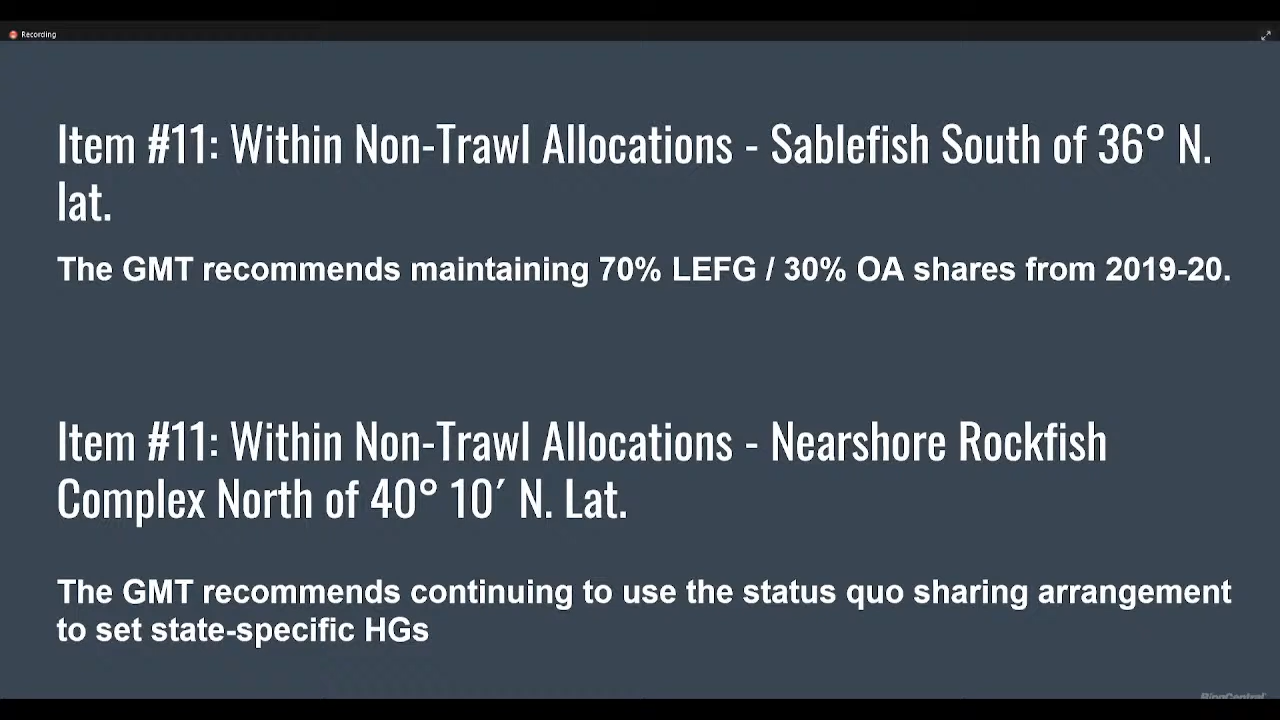 Recording
Item #11: Within Non-Trawl Allocations - Sablefish South of 36° N.
lat.
The GMT recommends maintaining 70% LEFG / 30% OA shares from 2019-20.
Item #11: Within Non-Trawl Allocations - Nearshore Rockfish
Complex North of 40° 10′ N. Lat.
The GMT recommends continuing to use the status quo sharing arrangement
to set state-specific HGs
RingCentral